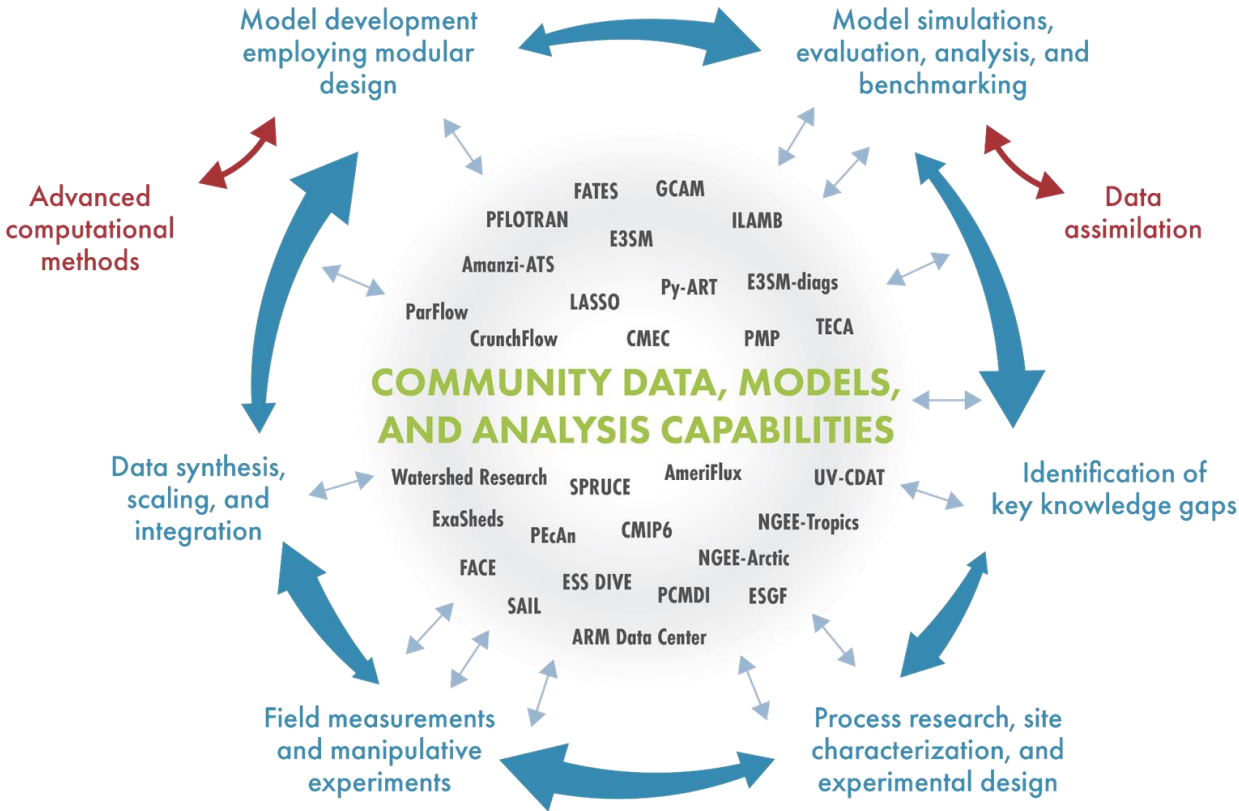 Model development
employing modular
design
Model simulations,
evaluation, analysis, and
benchmarking
Advanced
computational
methods
Data
assimilation
FATES
GCAM
PFLOTRAN
ILAMB
E3SM
Amanzi-ATS
Py-ART
E3SM-diags
LASSO
ParFlow
TECA
CrunchFlow
CMEC
PMP
COMMUNITY DATA, MODELS,
AND ANALYSIS CAPABILITIES
Data synthesis,
scaling, and
integration
Identification of
key knowledge gaps
Watershed Research
SPRUCE
AmeriFlux
UV-CDAT
ExaSheds
PEcAn
CMIP6
NGEE-Tropics
NGEE-Arctic
FACE
ESS DIVE
PCMDI
ESGF
SAIL
ARM Data Center
Field measurements
and manipulative
experiments
Process research, site
characterization, and
experimental design